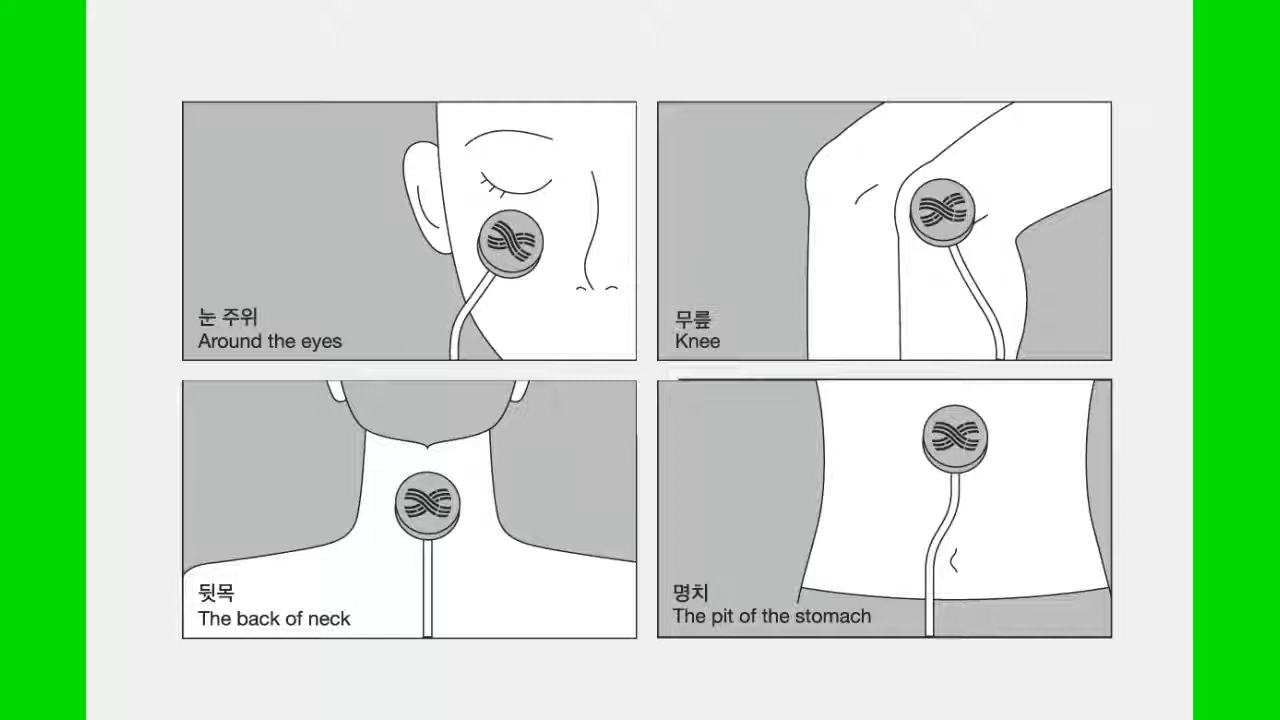 눈 주위
Around the eyes
무릎
Knee
뒷목
The back of neck
명치
The pit of the stomach